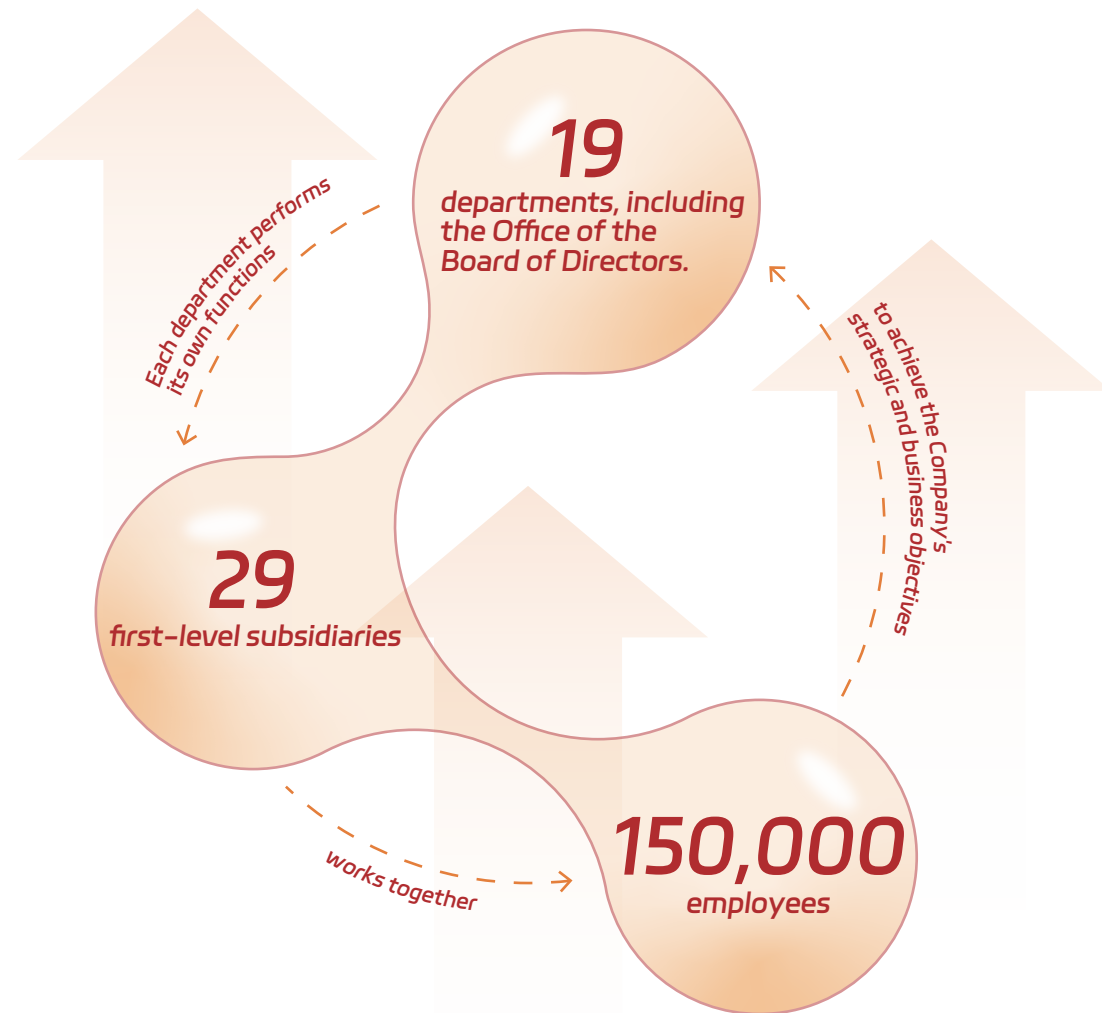 19
departments, including
the Office of the
Board of Directors.
Each department performs
its own functions
29
first-level subsidiaries
works together
150,000
employees
to achieve the Company's
strategic and business objectives